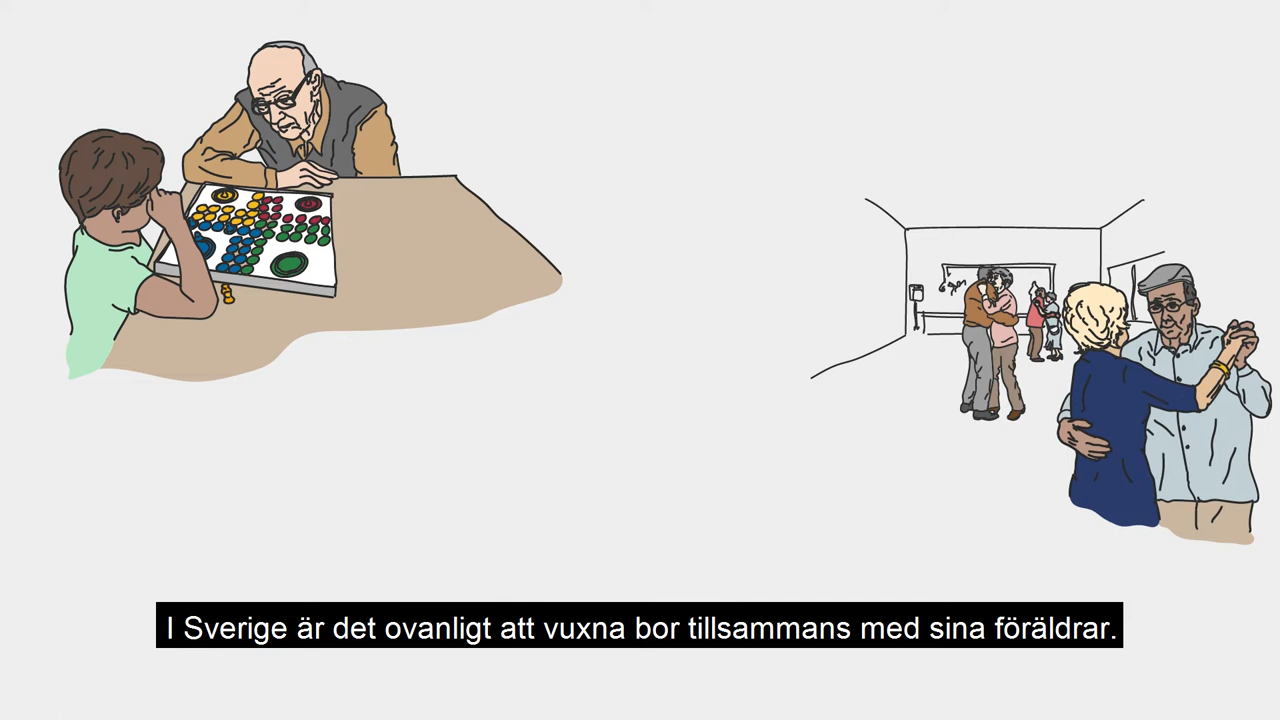 I Sverige är det ovanligt att vuxna bor tillsammans med sina föräldrar.